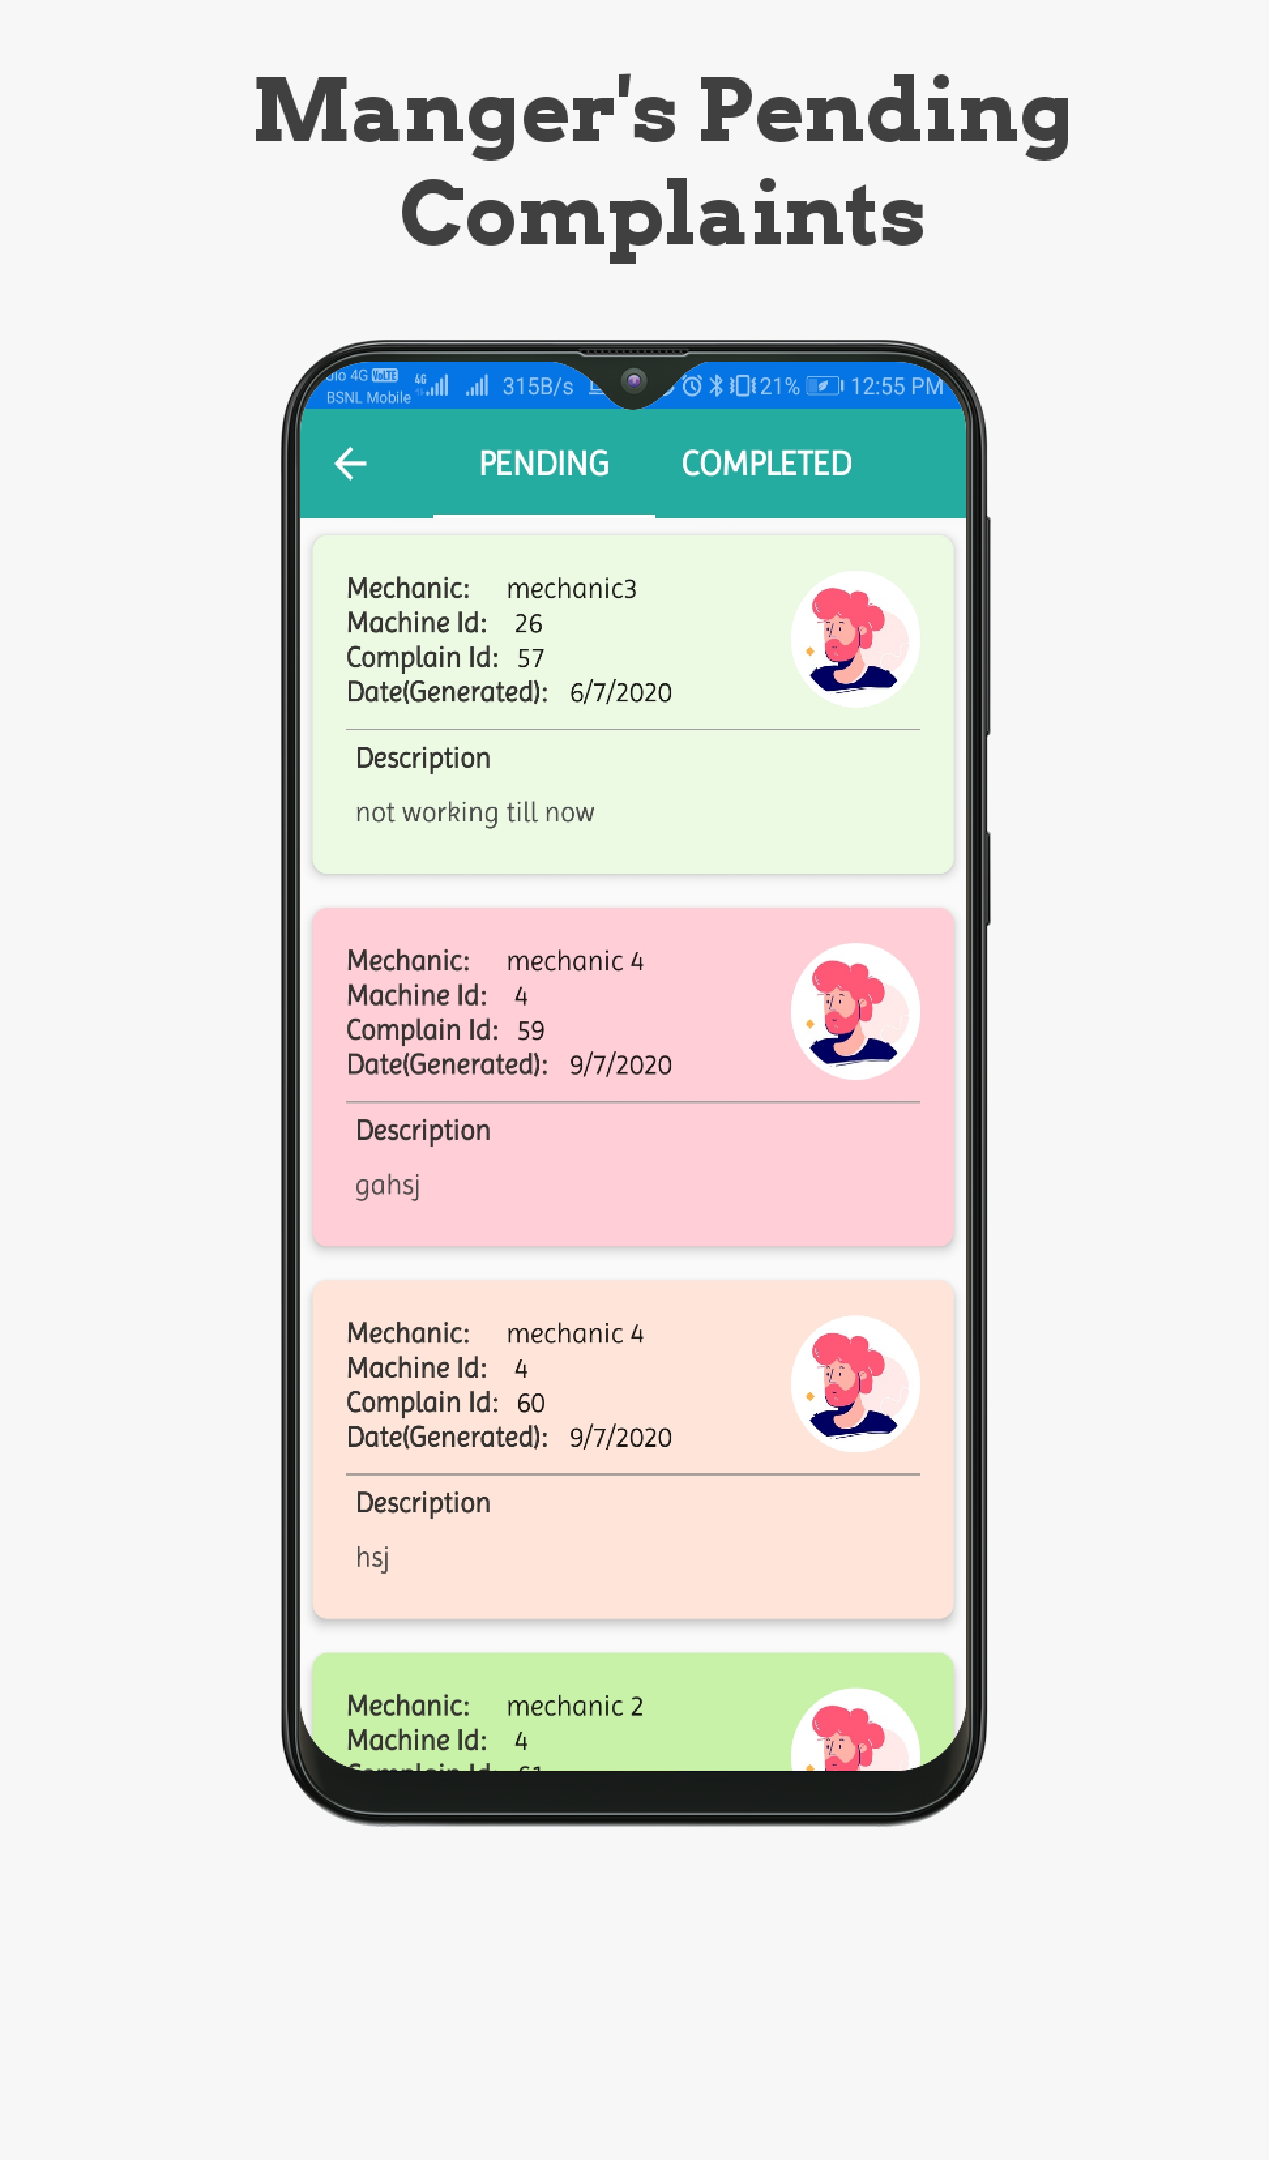 Manger's Pending
Complaints
Jio 4G VoLTE
BSNL Mobile
4G
315B/s
21%
12:55 PM
PENDING
COMPLETED
Mechanic: mechanic3
Machine Id: 26
Complain Id: 57
Date(Generated): 6/7/2020
Description
not working till now
Mechanic: mechanic 4
Machine Id: 4
Complain Id: 59
Date(Generated): 9/7/2020
Description
gahsj
Mechanic: mechanic 4
Machine Id: 4
Complain Id: 60
Date(Generated): 9/7/2020
Description
hsj
Mechanic: mechanic 2
Machine Id: 4
Complain Id: 61